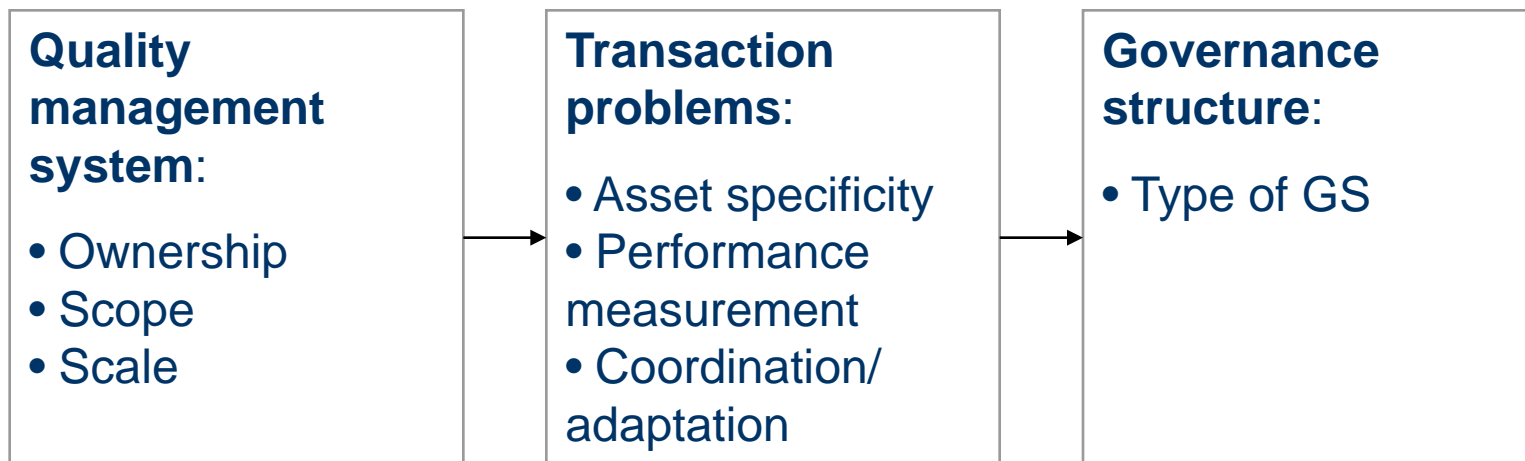 Quality
management
system:
• Ownership
• Scope
• Scale
Transaction
problems:
• Asset specificity
• Performance
measurement
• Coordination/
adaptation
Governance
structure:
• Type of GS